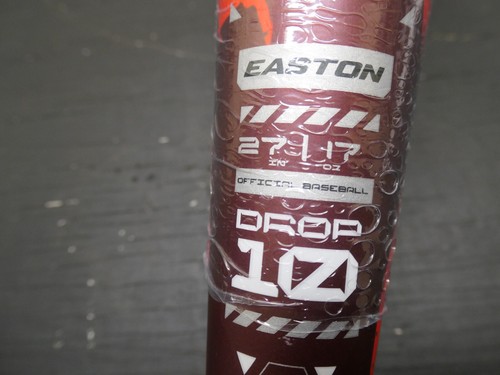 EASTON
27 | 17
IN OZ
OFFICIAL BASEBALL
DROP
10